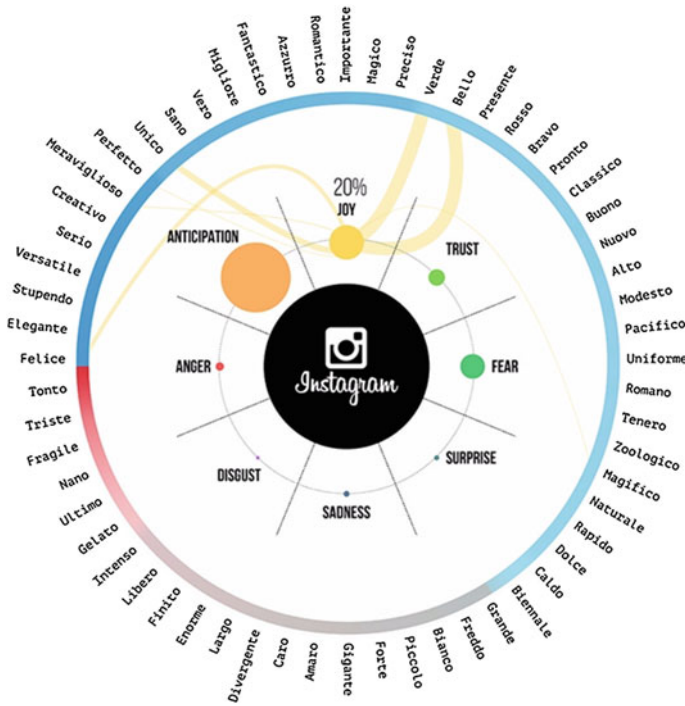 Importante
Magico
Preciso
Verde
Bello
Presente
Rosso
Bravo
Pronto
Classico
Buono
Nuovo
Alto
Modesto
Pacifico
Uniforme
Romano
Tenero
Zoologico
Magifico
Naturale
Rapido
Dolce
Caldo
Biennale
Grande
Freddo
Bianco
Piccolo
Forte
Gigante
Amaro
Caro
Divergente
Largo
Enorme
Finito
Libero
Intenso
Gelato
Ultimo
Nano
Fragile
Triste
Tonto
Felice
Elegante
Stupendo
Versatile
Serio
Creativo
Meraviglioso
Perfetto
Unico
Sano
Vero
Migliore
Fantastico
Azzurro
Romantico
20%
JOY
TRUST
FEAR
SURPRISE
SADNESS
DISGUST
ANGER
ANTICIPATION
Instagram